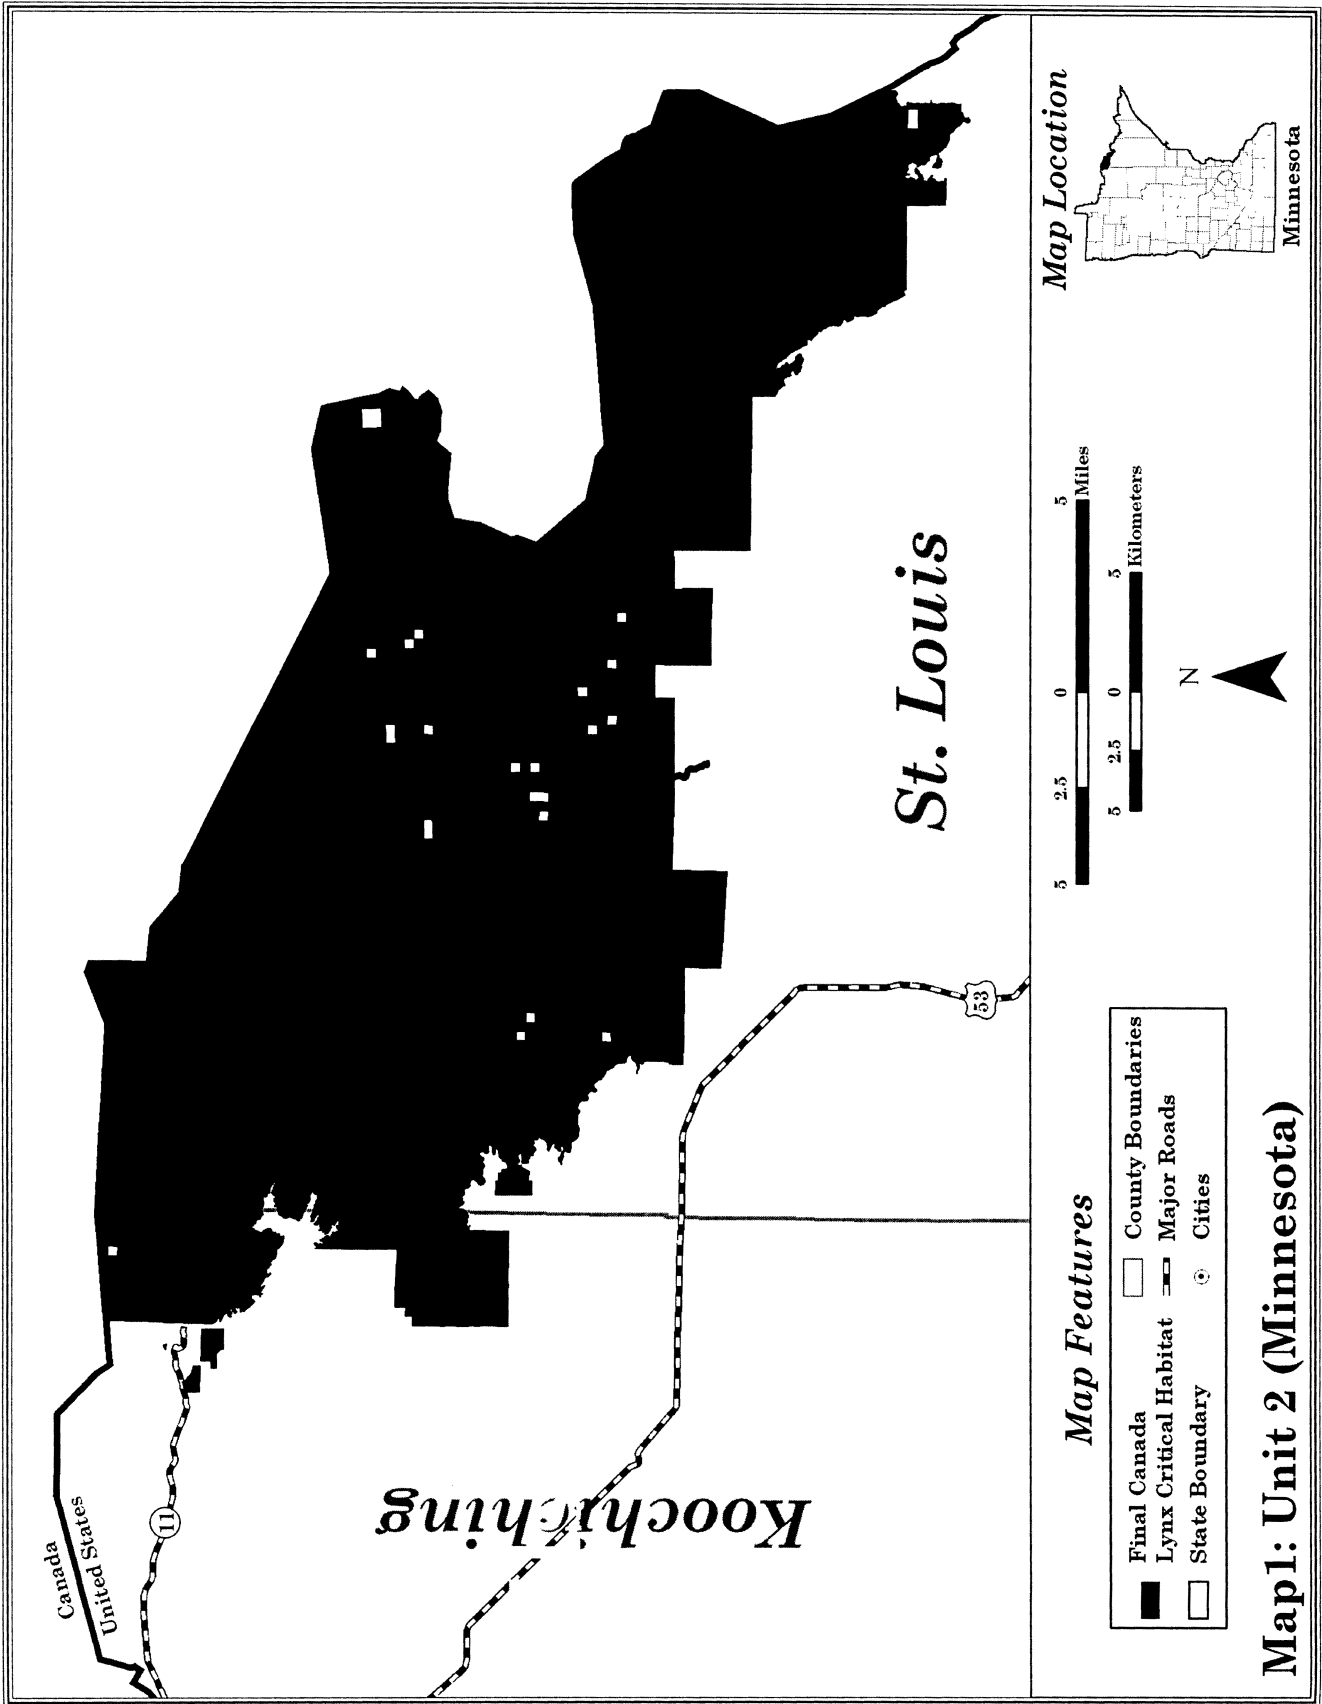 Canada
United States
11
Koochiching
St. Louis
53
Map Features
Final Canada
Lynx Critical Habitat
State Boundary
County Boundaries
Major Roads
Cities
5 2.5 0 5
Miles
5 2.5 0 5
Kilometers
N
Map Location
Minnesota
Map1: Unit 2 (Minnesota)